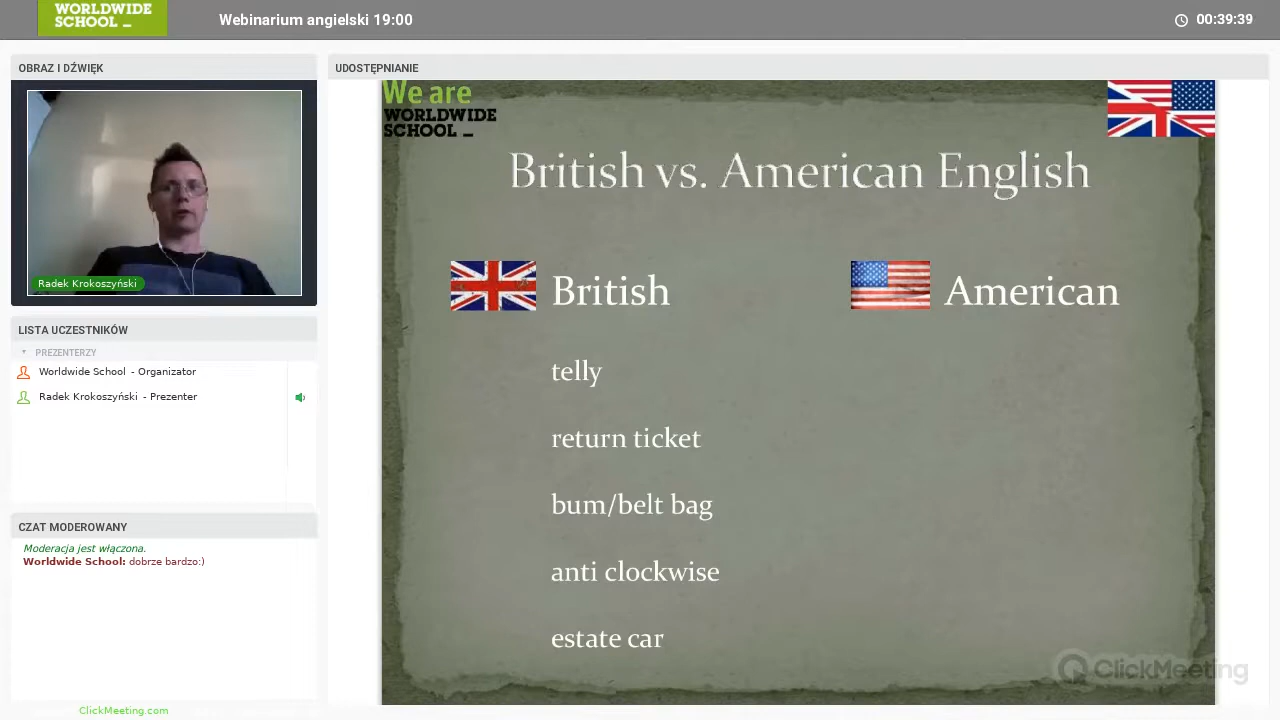 WORLDWIDE
SCHOOL _
Webinarium angielski 19:00
00:39:39
OBRAZ I DŹWIĘK
Radek Krokoszyński
LISTA UCZESTNIKÓW
PREZENTERZY
Worldwide School - Organizator
Radek Krokoszyński - Prezenter
CZAT MODEROWANY
Moderacja jest włączona.
Worldwide School: dobrze bardzo:)
ClickMeeting.com
UDOSTĘPNIANIE
We are
WORLDWIDE
SCHOOL _
British vs. American English
British
American
telly
return ticket
bum/belt bag
anti clockwise
estate car
ClickMeeting